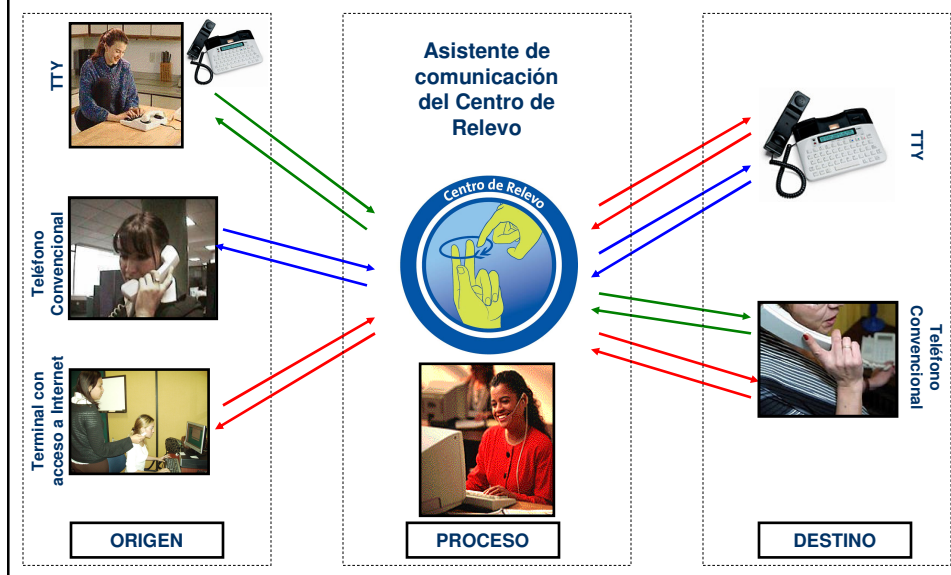 TTY
Teléfono
Convencional
Terminal con
acceso a Internet
ORIGEN
Asistente de
comunicación
del Centro de
Relevo
Centro de Relevo
PROCESO
TTY
Teléfono
Convencional
DESTINO